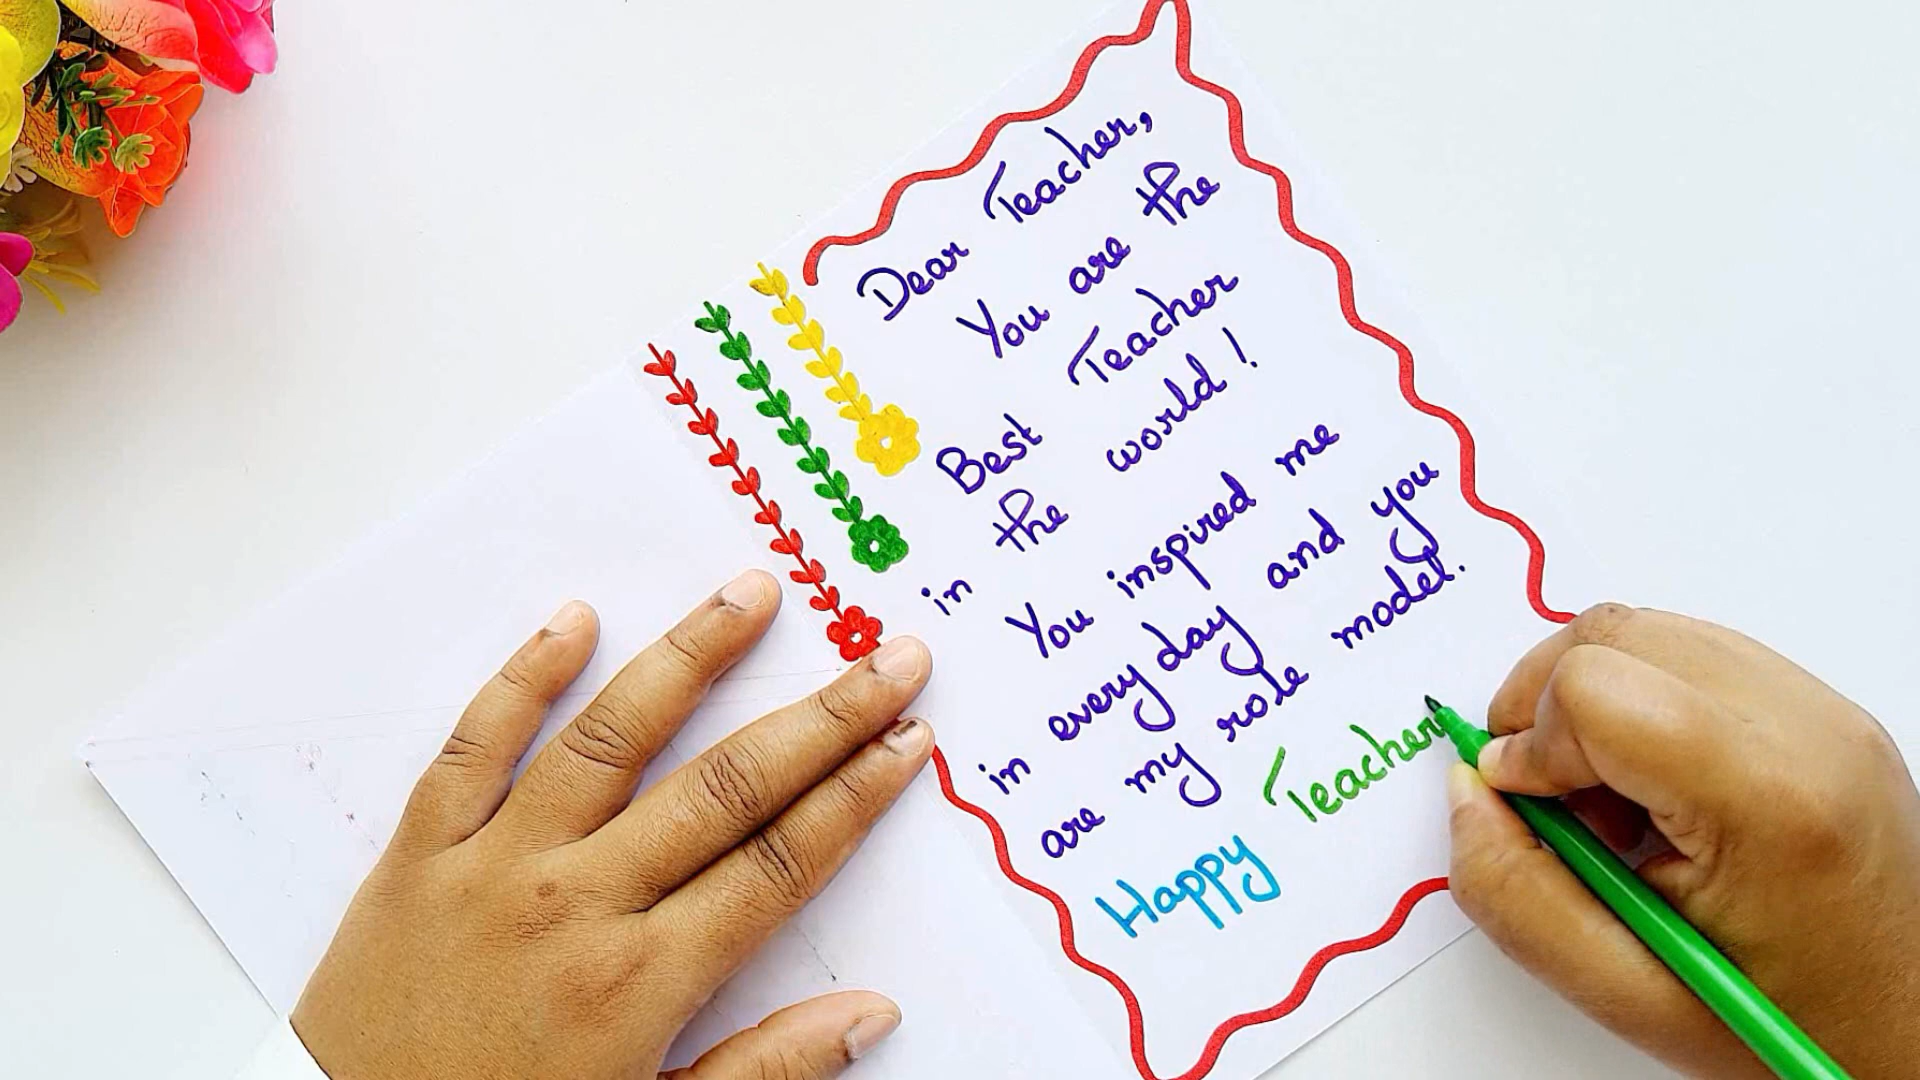 Dear Teacher,
You are the
Best Teacher
in the world!
You inspired me
in every day and you
are my role model.
Happy Teacher